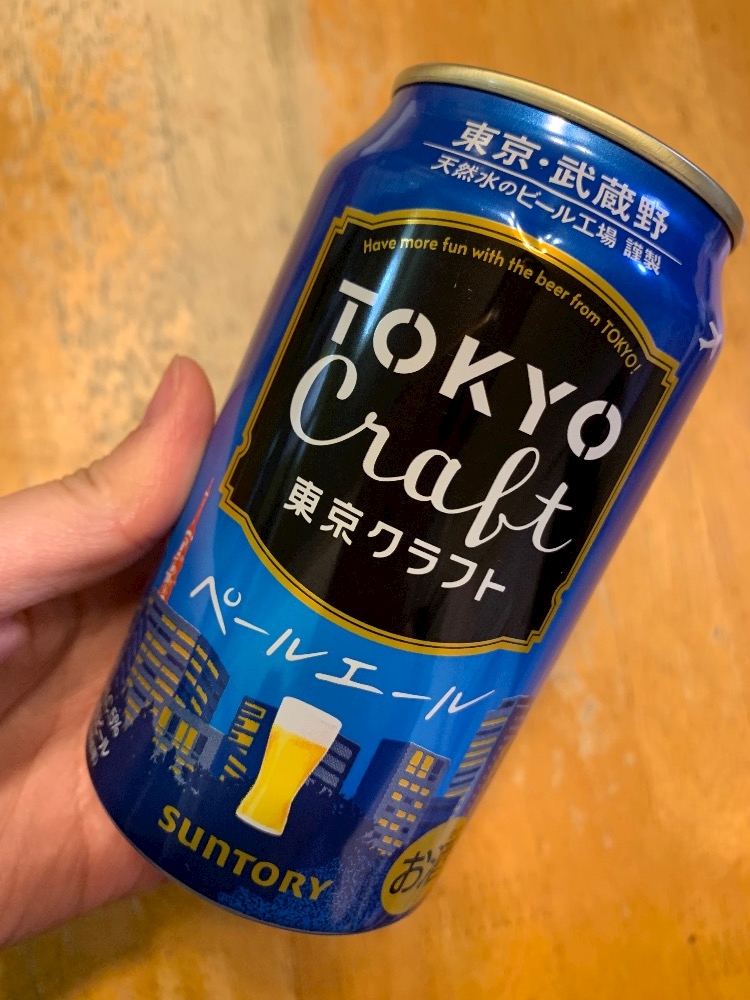 東京・武蔵野
天然水のビール工場 謹製
Have more fun with the beer from TOKYO!
TOKYO
Craft
東京クラフト
ペールエール
SUNTORY
お酒